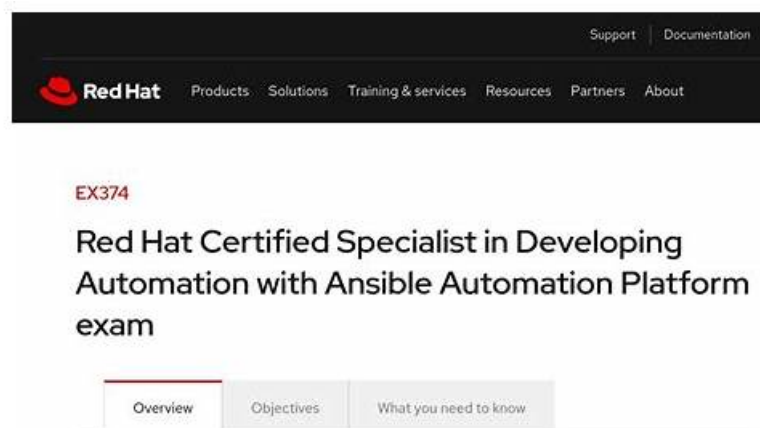 Support Documentation
Red Hat Products Solutions Training & services Resources Partners About
EX374
Red Hat Certified Specialist in Developing
Automation with Ansible Automation Platform
exam
Overview Objectives What you need to know